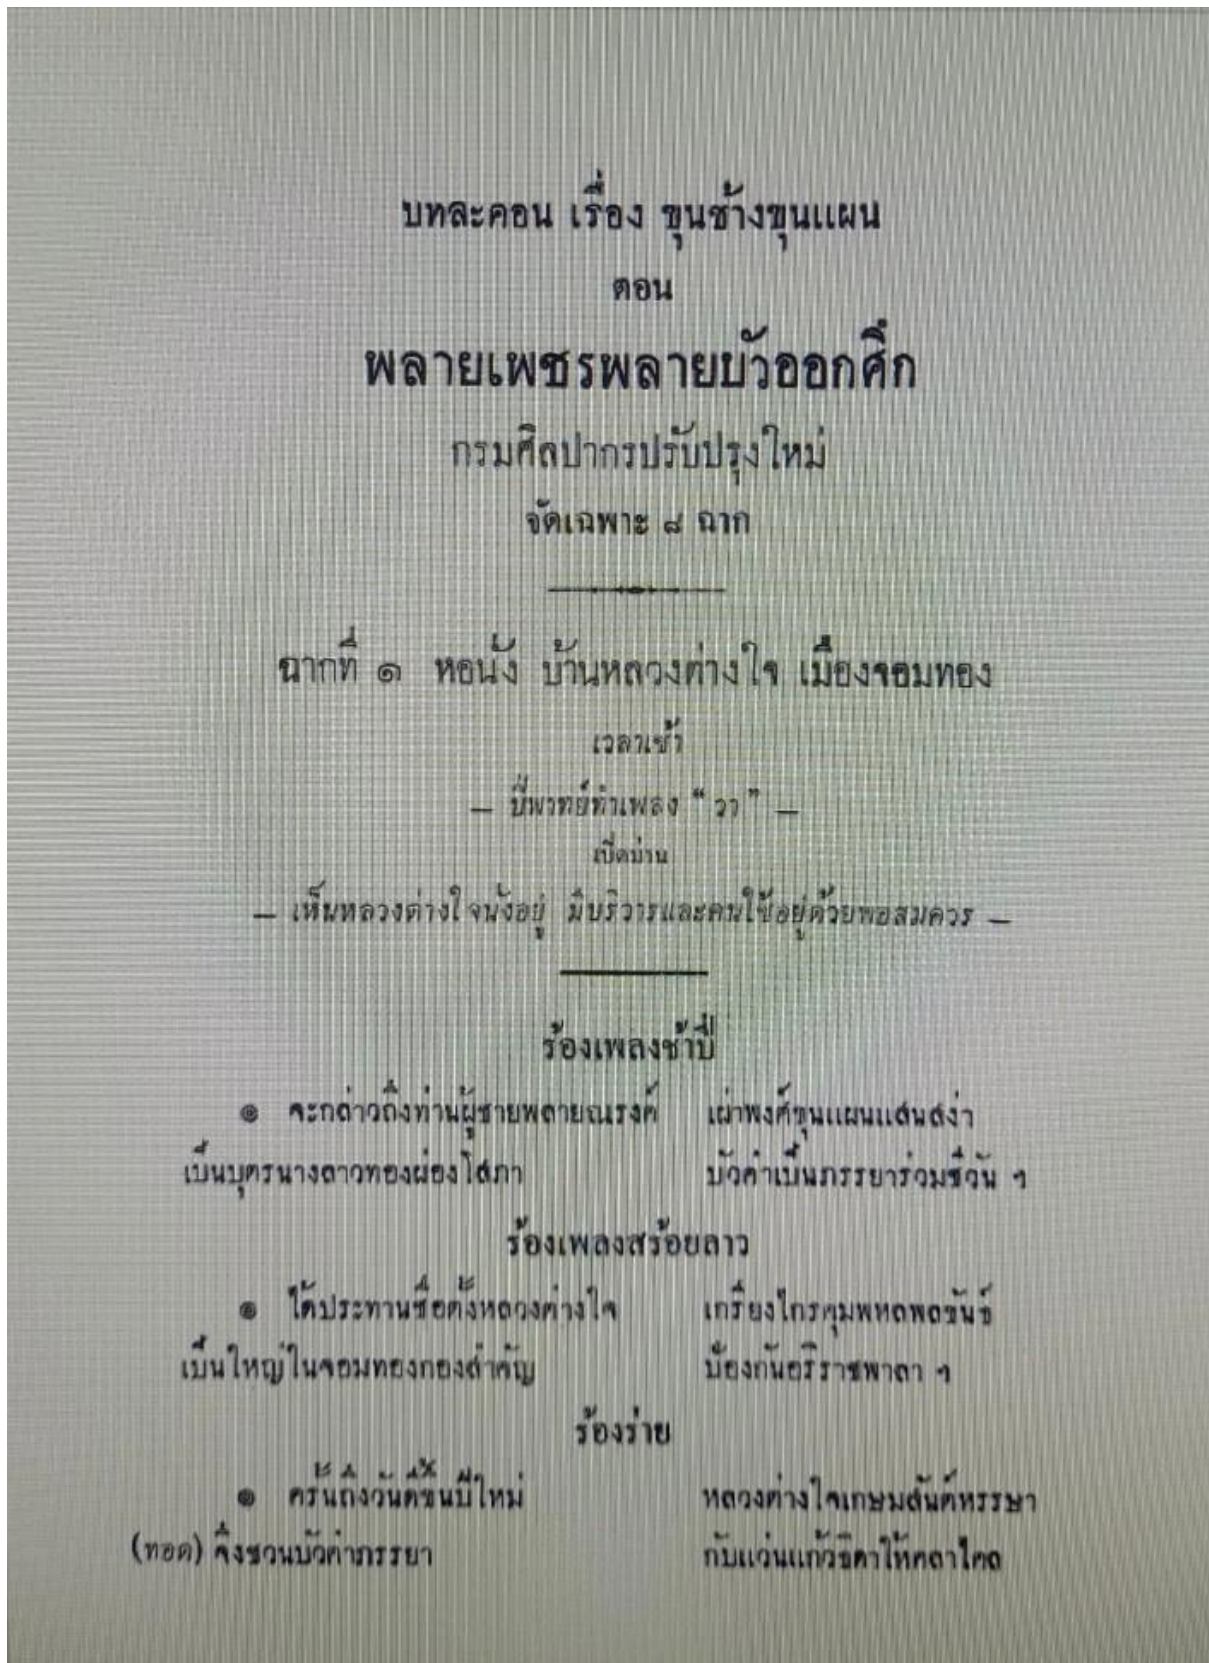 บทละคอน เรื่อง ขุนช้างขุนแผน
ตอน
พลายเพชรพลายบัวออกศึก
กรมศิลปากรปรับปรุงใหม่
จัดเฉพาะ ๘ ฉาก
ฉากที่ ๑ หอนั่ง บ้านหลวงต่างใจ เมืองจอมทอง
เวลาเช้า
— ปี่พาทย์ทำเพลง “ วา ” —
เปิดม่าน
— เห็นหลวงต่างใจนั่งอยู่ มีบริวารและคนใช้อยู่ด้วยพอสมควร —
ร้องเพลงช้าปี่
๏ จะกล่าวถึงท่านผู้ชายพลายณรงค์ เผ่าพงศ์ขุนแผนแสนสง่า
เป็นบุตรนางลาวทองผ่องโสภา บัวคำเป็นภรรยาร่วมชีวัน ฯ
ร้องเพลงสร้อยลาว
๏ ได้ประทานชื่อตั้งหลวงต่างใจ เกรียงไกรคุมพหลพลขันธ์
เป็นใหญ่ในจอมทองกองสำคัญ ป้องกันอริราชพาลา ฯ
ร้องร่าย
๏ ครั้นถึงวันดีขึ้นปีใหม่ หลวงต่างใจเกษมสันต์หรรษา
(ทอด) จึ่งชวนบัวคำภรรยา กับแว่นแก้วธิดาให้คลาไคล